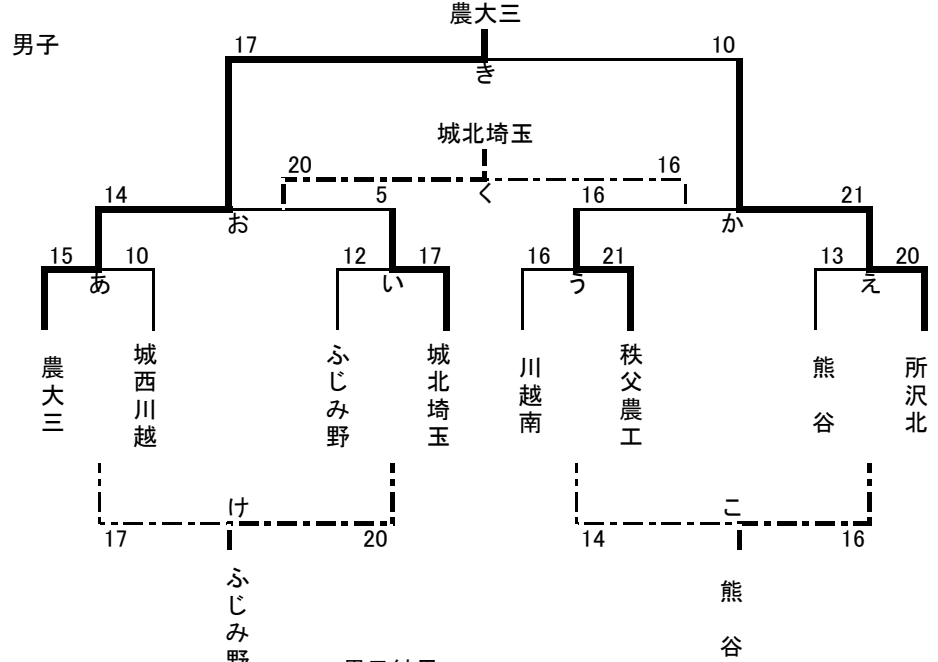 農大三
男子
17
10
き
城北埼玉
20
16
く
14
5
16
21
お
か
15
10
12
17
16
21
13
20
あ
い
う
え
農大三
城西川越
ふじみ野
城北埼玉
川越南
秩父農工
熊谷
所沢北
け
こ
17
20
14
16
ふじみ野
熊谷